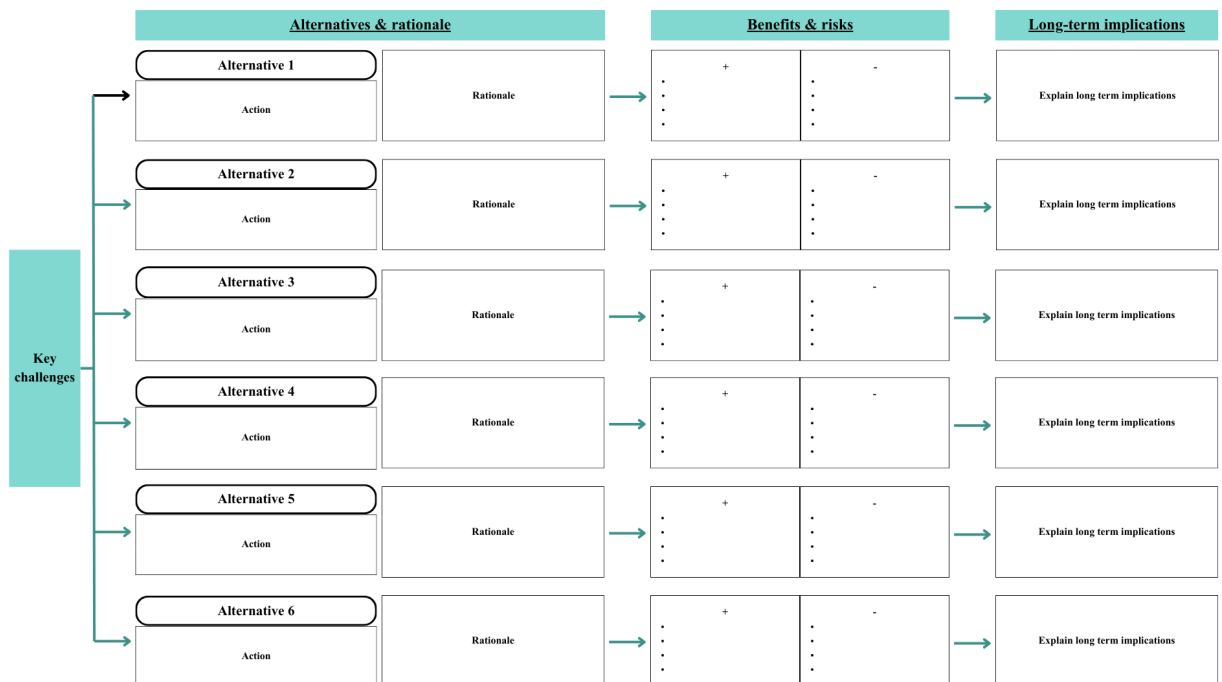 Alternatives & rationale
Benefits & risks
Long-term implications
Key
challenges
Alternative 1
Action
Rationale
+
-
Explain long term implications
Alternative 2
Action
Rationale
+
-
Explain long term implications
Alternative 3
Action
Rationale
+
-
Explain long term implications
Alternative 4
Action
Rationale
+
-
Explain long term implications
Alternative 5
Action
Rationale
+
-
Explain long term implications
Alternative 6
Action
Rationale
+
-
Explain long term implications